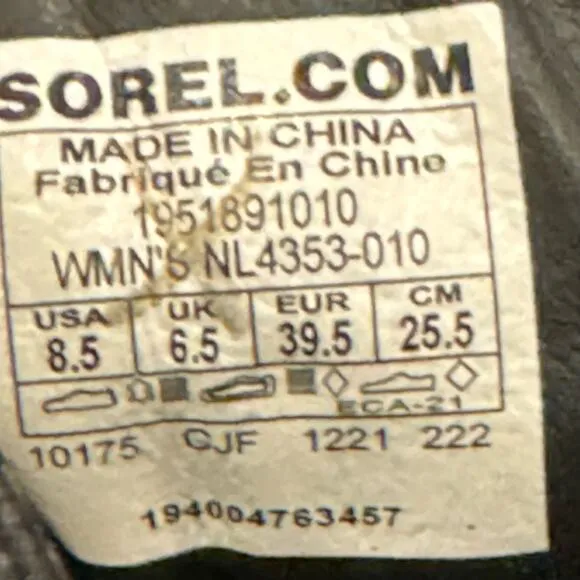 SOREL.COM
MADE IN CHINA
Fabriqué En Chine
1951891010
WMN'S NL4353-010
USA UK EUR CM
8.5 6.5 39.5 25.5
ECA-21
10175 CJF 1221 222
194004763457